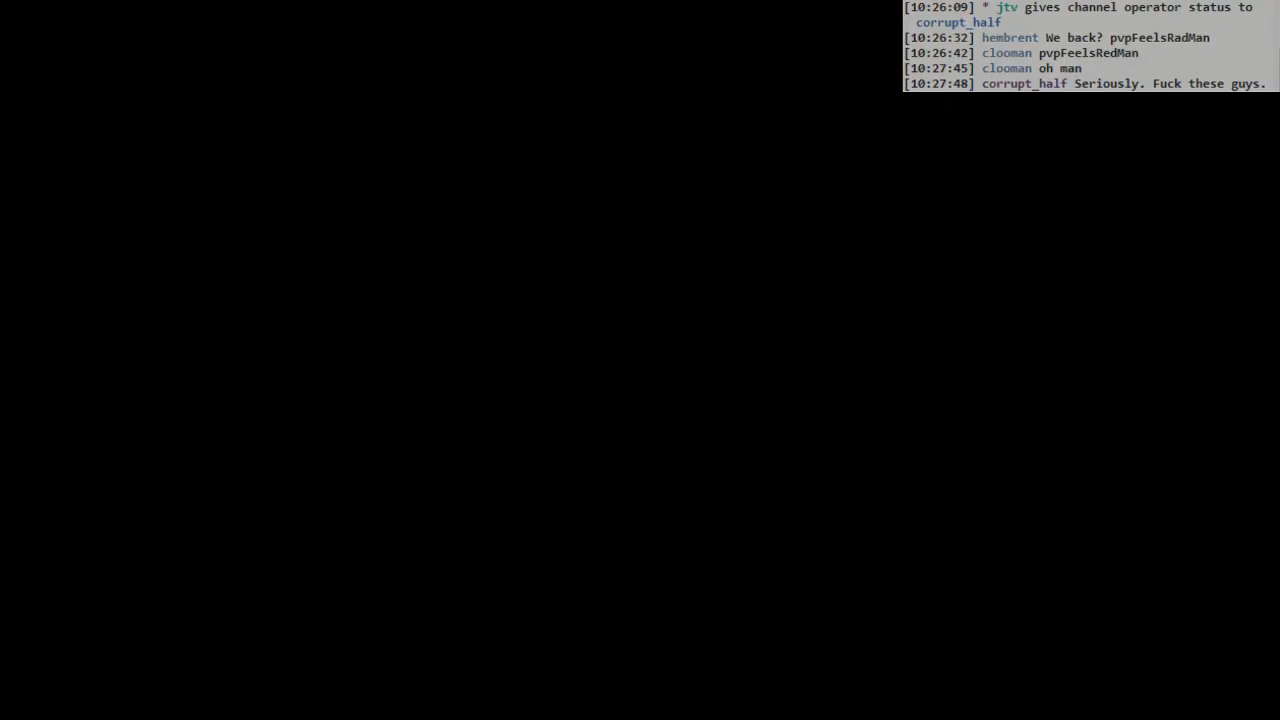 [10:26:09] * jtv gives channel operator status to
corrupt_half
[10:26:32] hembrent We back? pvpFeelsRadMan
[10:26:42] clooman pvpFeelsRedMan
[10:27:45] clooman oh man
[10:27:48] corrupt_half Seriously. Fuck these guys.